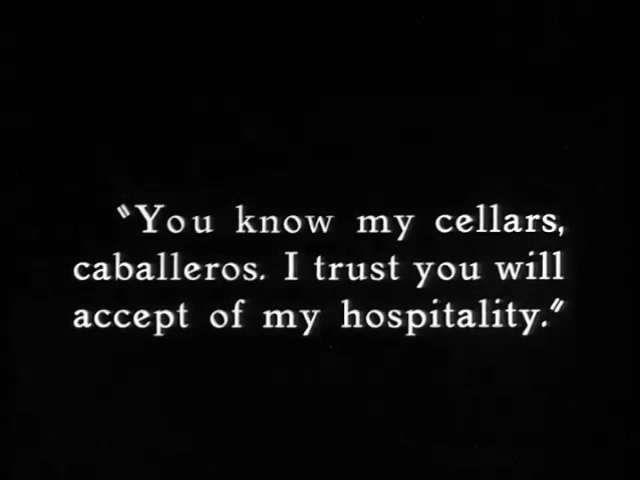 "You know my cellars,
caballeros. I trust you will
accept of my hospitality."